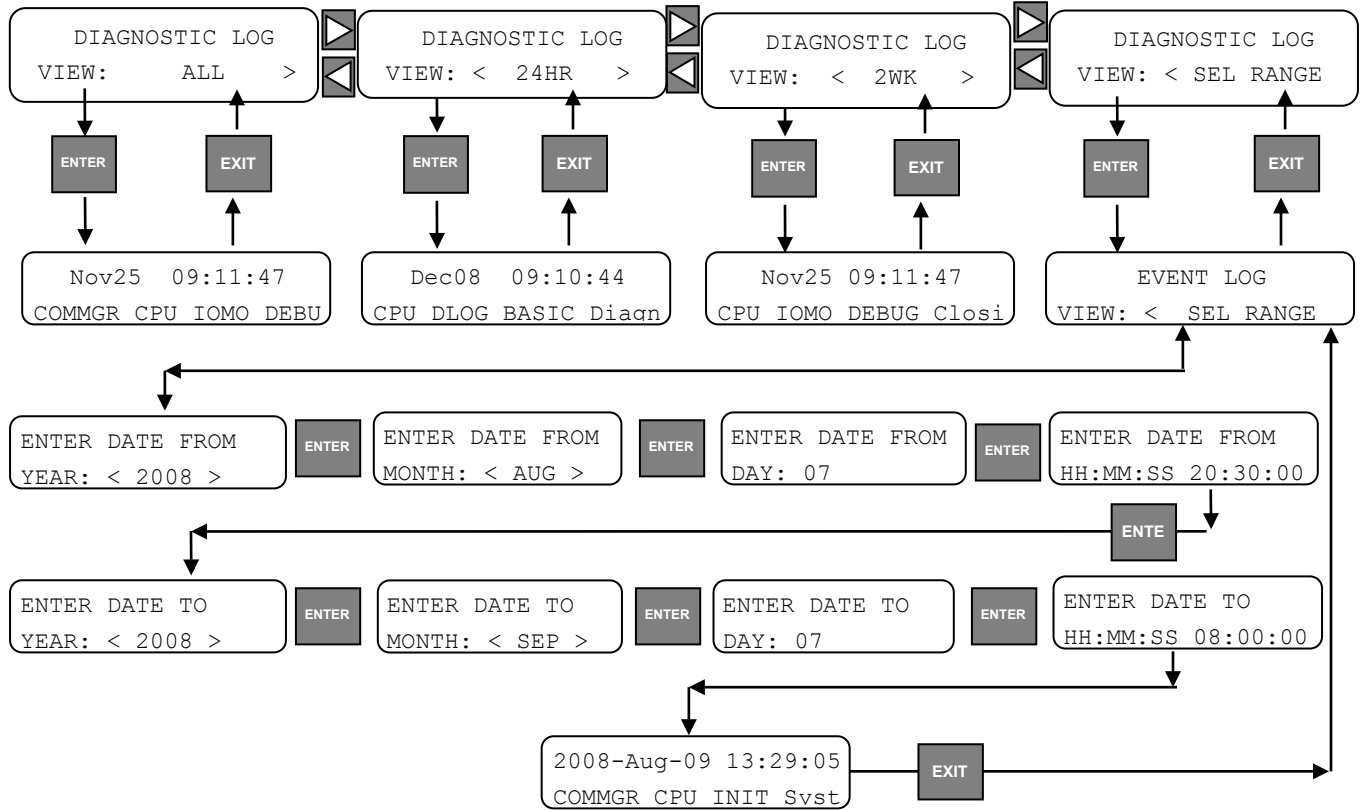 DIAGNOSTIC LOG
VIEW: ALL >
DIAGNOSTIC LOG
VIEW: < 24HR >
DIAGNOSTIC LOG
VIEW: < 2WK >
DIAGNOSTIC LOG
VIEW: < SEL RANGE
ENTER
EXIT
ENTER
EXIT
ENTER
EXIT
ENTER
EXIT
Nov25 09:11:47
COMMGR CPU IOMO DEBU
Dec08 09:10:44
CPU DLOG BASIC Diagn
Nov25 09:11:47
CPU IOMO DEBUG Closi
EVENT LOG
VIEW: < SEL RANGE
ENTER DATE FROM
YEAR: < 2008 >
ENTER
ENTER DATE FROM
MONTH: < AUG >
ENTER
ENTER DATE FROM
DAY: 07
ENTER
ENTER DATE FROM
HH:MM:SS 20:30:00
ENTE
ENTER DATE TO
YEAR: < 2008 >
ENTER
ENTER DATE TO
MONTH: < SEP >
ENTER
ENTER DATE TO
DAY: 07
ENTER
ENTER DATE TO
HH:MM:SS 08:00:00
2008-Aug-09 13:29:05
COMMGR CPU INIT Syst
EXIT